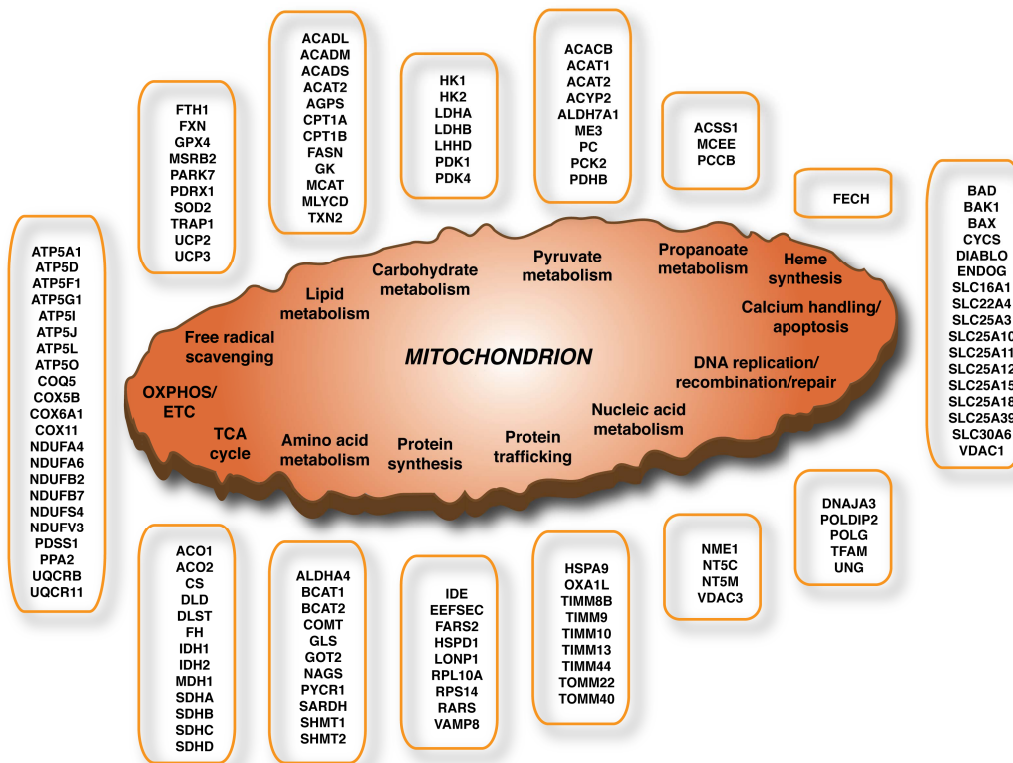 ACADL
ACADM
ACADS
ACAT2
AGPS
CPT1A
CPT1B
FASN
GK
MCAT
MLYCD
TXN2
HK1
HK2
LDHA
LDHB
LHHD
PDK1
PDK4
ACACB
ACAT1
ACAT2
ACYP2
ALDH7A1
ME3
PC
PCK2
PDHB
ACSS1
MCEE
PCCB
FECH
FTH1
FXN
GPX4
MSRB2
PARK7
PDRX1
SOD2
TRAP1
UCP2
UCP3
BAD
BAK1
BAX
CYCS
DIABLO
ENDOG
SLC16A1
SLC22A4
SLC25A3
SLC25A10
SLC25A11
SLC25A12
SLC25A15
SLC25A18
SLC25A39
SLC30A6
VDAC1
ATP5A1
ATP5D
ATP5F1
ATP5G1
ATP5I
ATP5J
ATP5L
ATP5O
COQ5
COX5B
COX6A1
COX11
NDUFA4
NDUFA6
NDUFB2
NDUFB7
NDUFS4
NDUFV3
PDSS1
PPA2
UQCRB
UQCR11
Carbohydrate
metabolism
Pyruvate
metabolism
Propanoate
metabolism
Heme
synthesis
Lipid
metabolism
Calcium handling/
apoptosis
Free radical
scavenging
MITOCHONDRION
DNA replication/
recombination/repair
OXPHOS/
ETC
TCA
cycle
Amino acid
metabolism
Protein
synthesis
Protein
trafficking
Nucleic acid
metabolism
ACO1
ACO2
CS
DLD
DLST
FH
IDH1
IDH2
MDH1
SDHA
SDHB
SDHC
SDHD
ALDHA4
BCAT1
BCAT2
COMT
GLS
GOT2
NAGS
PYCR1
SARDH
SHMT1
SHMT2
IDE
EEFSEC
FARS2
HSPD1
LONP1
RPL10A
RPS14
RARS
VAMP8
HSPA9
OXA1L
TIMM8B
TIMM9
TIMM10
TIMM13
TIMM44
TOMM22
TOMM40
NME1
NT5C
NT5M
VDAC3
DNAJA3
POLDIP2
POLG
TFAM
UNG